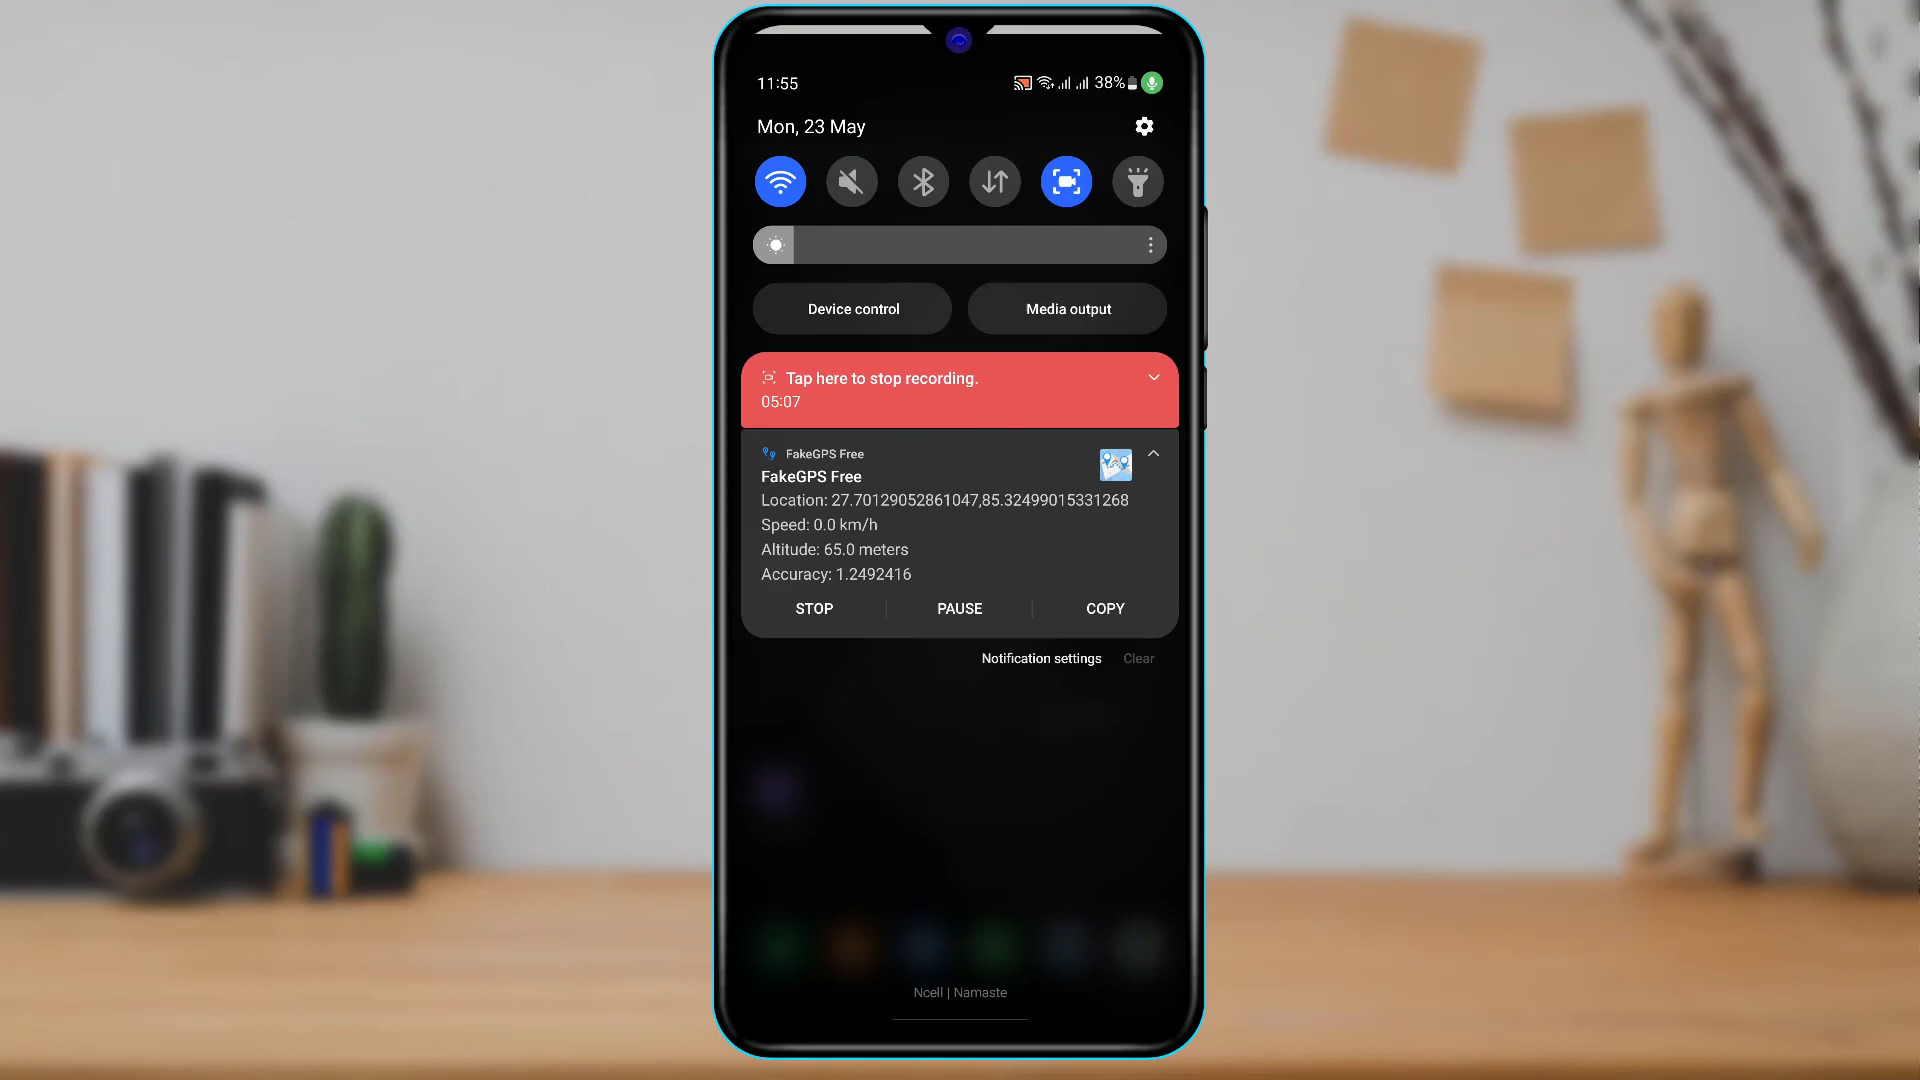 11:55
38%
Mon, 23 May
Device control
Media output
Tap here to stop recording.
05:07
FakeGPS Free
FakeGPS Free
Location: 27.70129052861047,85.32499015331268
Speed: 0.0 km/h
Altitude: 65.0 meters
Accuracy: 1.2492416
STOP
PAUSE
COPY
Notification settings
Clear
Ncell | Namaste